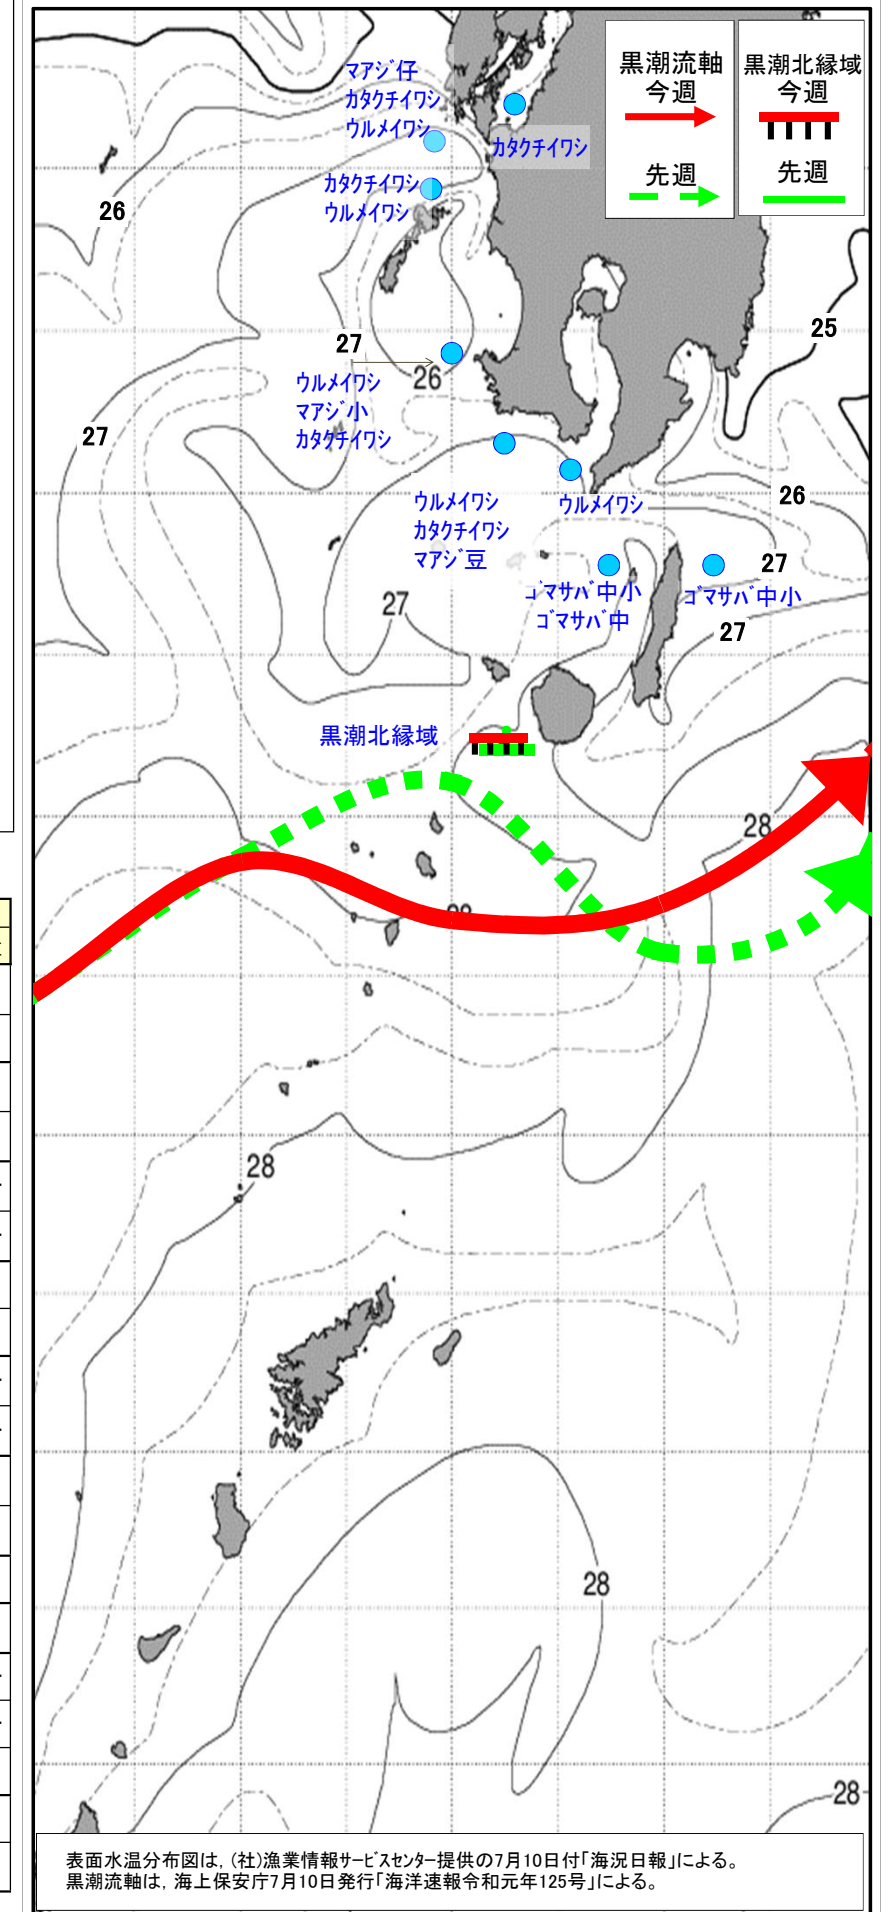 黒潮流軸
今週
先週
黒潮北縁域
今週
先週
マアジ仔
カタクチイワシ
ウルメイワシ
カタクチイワシ
カタクチイワシ
ウルメイワシ
26
25
27
26
ウルメイワシ
マアジ小
カタクチイワシ
27
26
ウルメイワシ
カタクチイワシ
マアジ豆
ウルメイワシ
27
ゴマサバ中小
ゴマサバ中
ゴマサバ中小
27
27
黒潮北縁域
28
28
28
28
28
表面水温分布図は，(社)漁業情報サービスセンター提供の7月10日付「海況日報」による。
黒潮流軸は，海上保安庁7月10日発行「海洋速報令和元年125号」による。